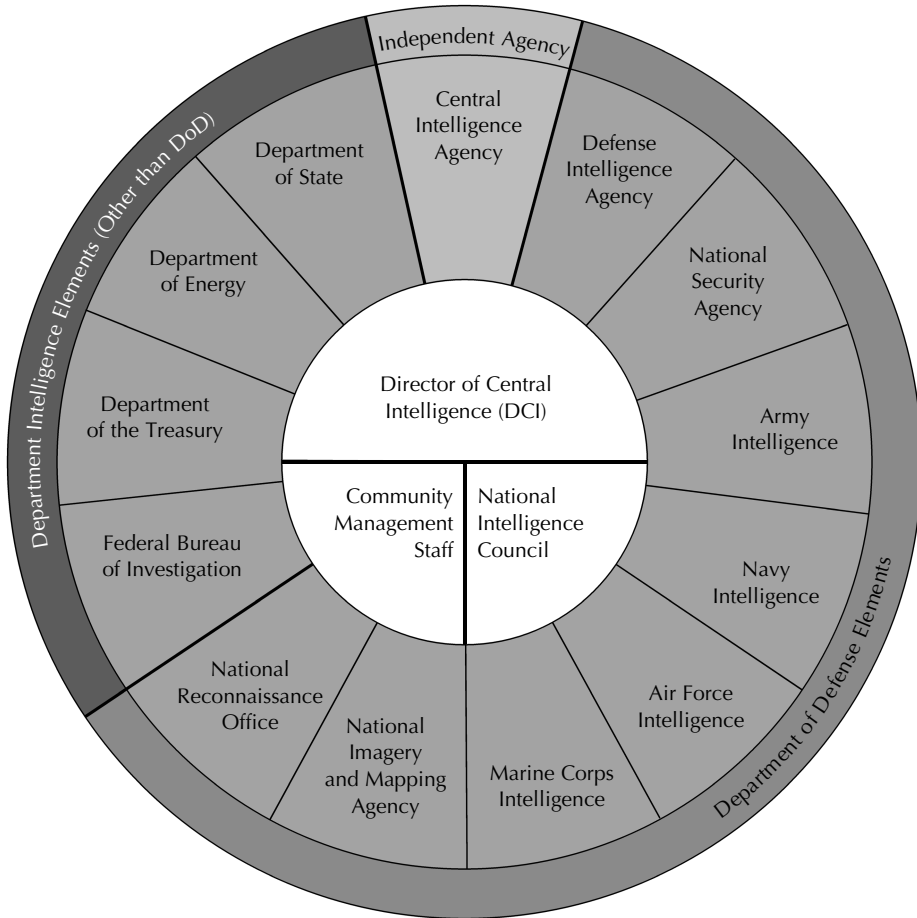 Independent Agency
Central
Intelligence
Agency
Defense
Intelligence
Agency
National
Security
Agency
Army
Intelligence
Navy
Intelligence
Air Force
Intelligence
Marine Corps
Intelligence
National
Imagery
and Mapping
Agency
National
Reconnaissance
Office
Federal Bureau
of Investigation
Department
of the Treasury
Department
of Energy
Department
of State
Department Intelligence Elements (Other than DoD)
Department of Defense Elements
Director of Central
Intelligence (DCI)
Community
Management
Staff
National
Intelligence
Council